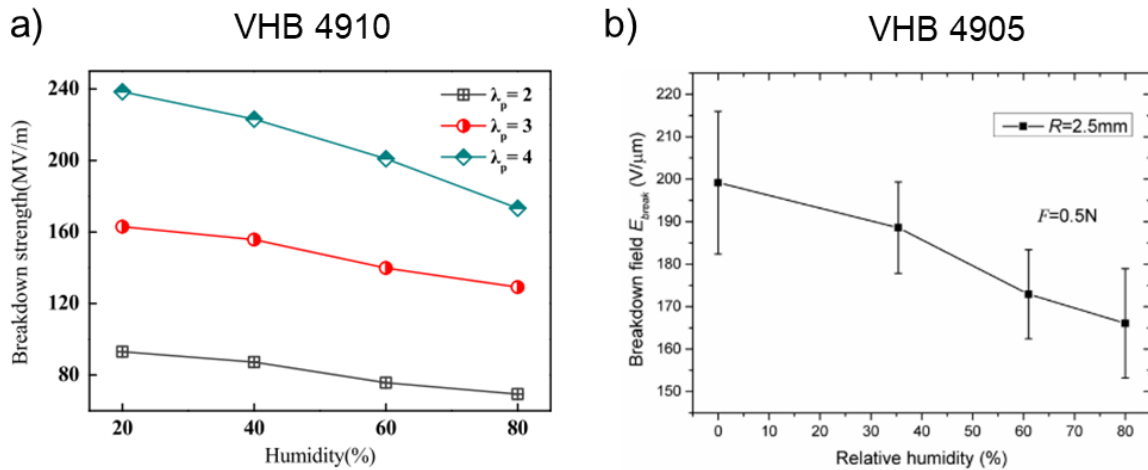 a)
VHB 4910
240
200
160
120
80
20
40
60
80
Breakdown strength(MV/m)
Humidity(%)
λp = 2
λp = 3
λp = 4
b)
VHB 4905
220
210
200
190
180
170
160
150
0
10
20
30
40
50
60
70
80
Breakdown field Ebreak (V/μm)
Relative humidity (%)
R=2.5mm
F=0.5N